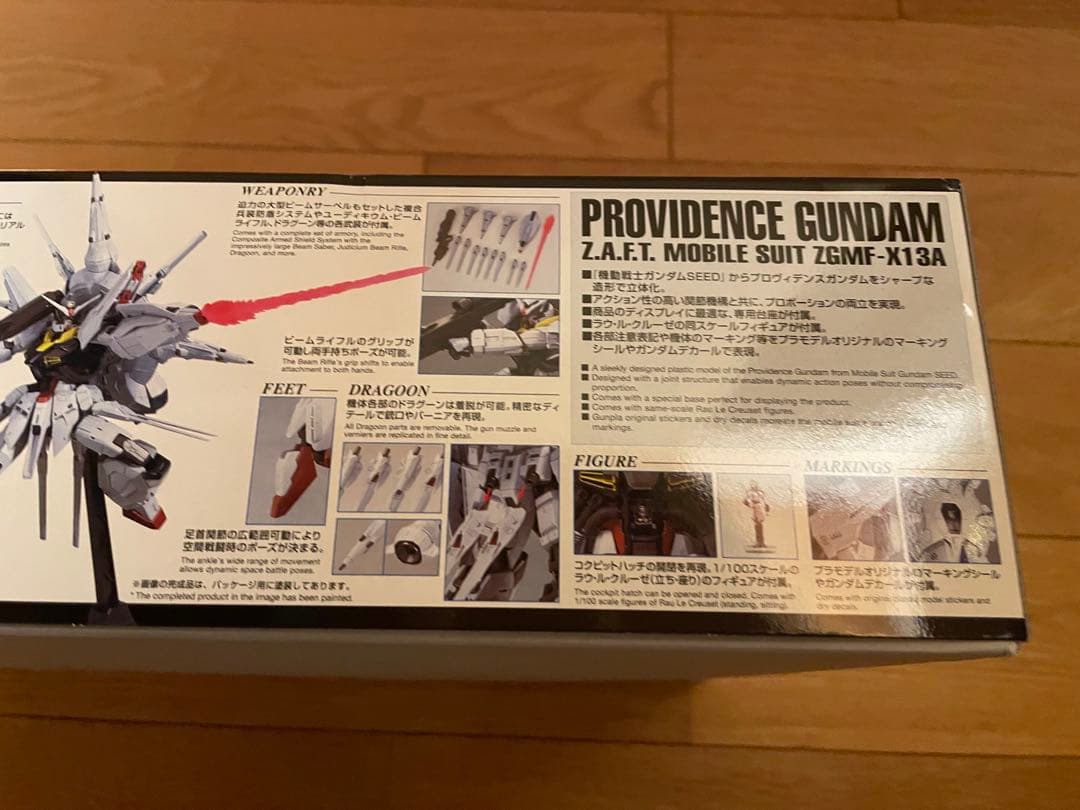 には
リアル
WEAPONRY
迫力の大型ビームサーベルもセットした複合
兵装防盾システムやユーディキウム・ビーム
ライフル、ドラグーン等の各武装が付属。
Comes with a complete set of armory, including the
Composite Armed Shield System with the
impressively large Beam Saber, Judicium Beam Rifle,
Dragoon, and more.
ビームライフルのグリップが
可動し両手持ちポーズが可能。
The Beam Rifle's grip shifts to enable
attachment to both hands.
FEET
足首関節の広範囲可動により
空間戦闘時のポーズが決まる。
The ankle's wide range of movement
allows dynamic space battle poses.
※画像の完成品は、パッケージ用に塗装してあります。
* The completed product in the image has been painted.
DRAGOON
機体各部のドラグーンは着脱が可能。精密なディ
テールで銃口やバーニアを再現。
All Dragoon parts are removable. The gun muzzle and
verniers are replicated in fine detail.
PROVIDENCE GUNDAM
Z.A.F.T. MOBILE SUIT ZGMF-X13A
■『機動戦士ガンダムSEED』からプロヴィデンスガンダムをシャープな
造形で立体化。
■アクション性の高い関節機構と共に、プロポーションの両立を実現。
■商品のディスプレイに最適な、専用台座が付属。
■ラウ・ル・クルーゼの同スケールフィギュアが付属。
■各部注意表記や機体のマーキング等をプラモデルオリジナルのマーキング
シールやガンダムデカールで表現。
■ A sleekly designed plastic model of the Providence Gundam from Mobile Suit Gundam SEED.
■ Designed with a joint structure that enables dynamic action poses without compromising
proportion.
■ Comes with a special base perfect for displaying the product.
■ Comes with same-scale Rau Le Creuset figures.
■ Gunpla original stickers and dry decals recreate the mobile suit's
markings.
FIGURE
コクピットハッチの開閉を再現。1/100スケールの
ラウ・ル・クルーゼ(立ち・座り)のフィギュアが付属。
The cockpit hatch can be opened and closed. Comes with
1/100 scale figures of Rau Le Creuset (standing, sitting).
MARKINGS
プラモデルオリジナルのマーキングシール
やガンダムデカールが付属。
Comes with original model stickers and
dry decals.